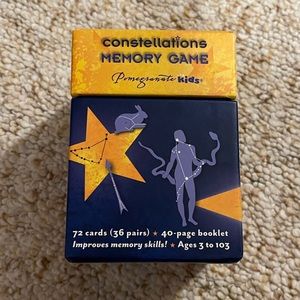 constellations
MEMORY GAME
Pomegranate kids
72 cards (36 pairs) ★ 40-page booklet
Improves memory skills! ★ Ages 3 to 103